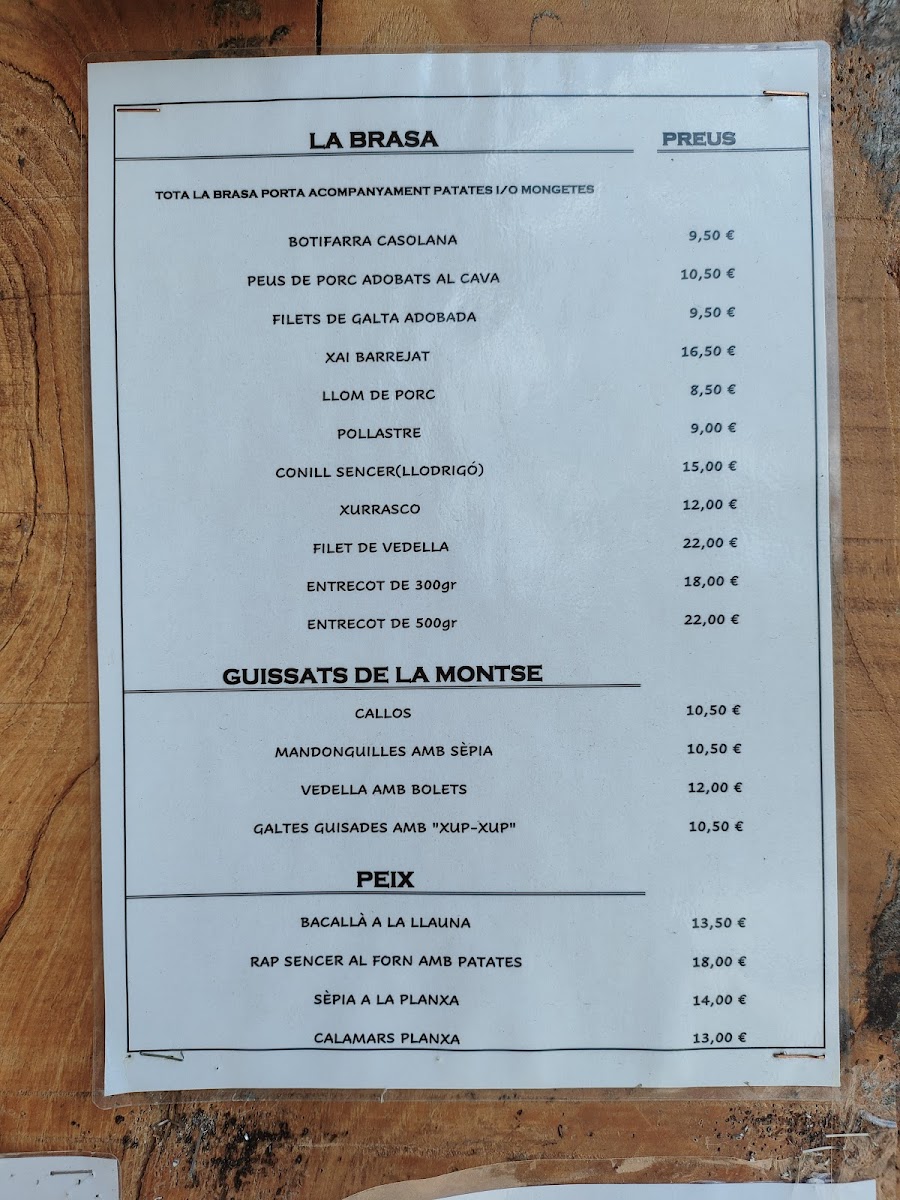 LA BRASA PREUS
TOTA LA BRASA PORTA ACOMPANYAMENT PATATES I/O MONGETES
BOTIFARRA CASOLANA 9,50 €
PEUS DE PORC ADOBATS AL CAVA 10,50 €
FILETS DE GALTA ADOBADA 9,50 €
XAI BARREJAT 16,50 €
LLOM DE PORC 8,50 €
POLLASTRE 9,00 €
CONILL SENCER(LLODRIGÓ) 15,00 €
XURRASCO 12,00 €
FILET DE VEDELLA 22,00 €
ENTRECOT DE 300gr 18,00 €
ENTRECOT DE 500gr 22,00 €
GUISSATS DE LA MONTSE
CALLOS 10,50 €
MANDONGUILLES AMB SÈPIA 10,50 €
VEDELLA AMB BOLETS 12,00 €
GALTES GUISADES AMB "XUP-XUP" 10,50 €
PEIX
BACALLÀ A LA LLAUNA 13,50 €
RAP SENCER AL FORN AMB PATATES 18,00 €
SÈPIA A LA PLANXA 14,00 €
CALAMARS PLANXA 13,00 €